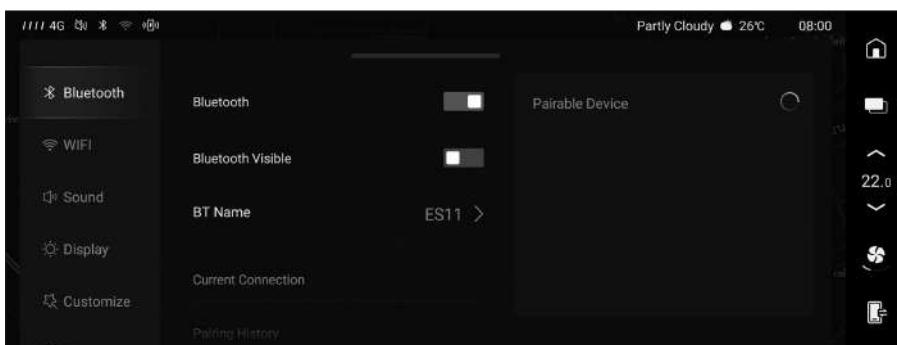 4G
Partly Cloudy 26℃ 08:00
Bluetooth
WIFI
Sound
Display
Customize
Bluetooth
Bluetooth Visible
BT Name ES11
Current Connection
Pairing History
Pairable Device
22.0